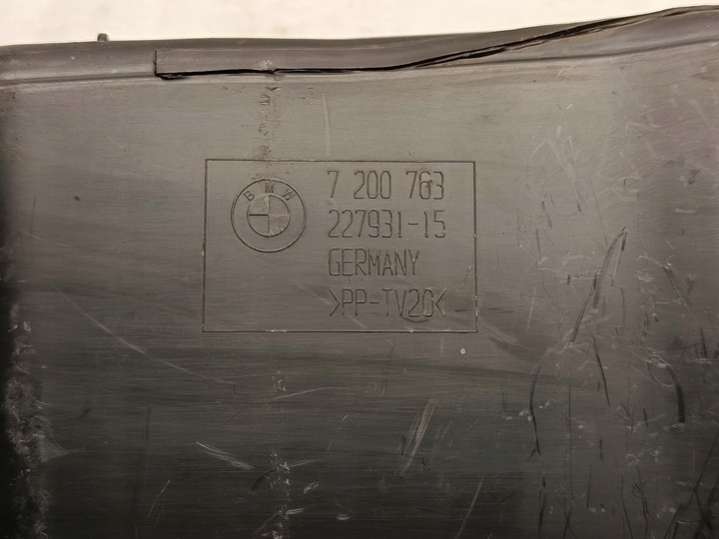 BMW
7 200 763
227931-15
GERMANY
>PP-TV20<